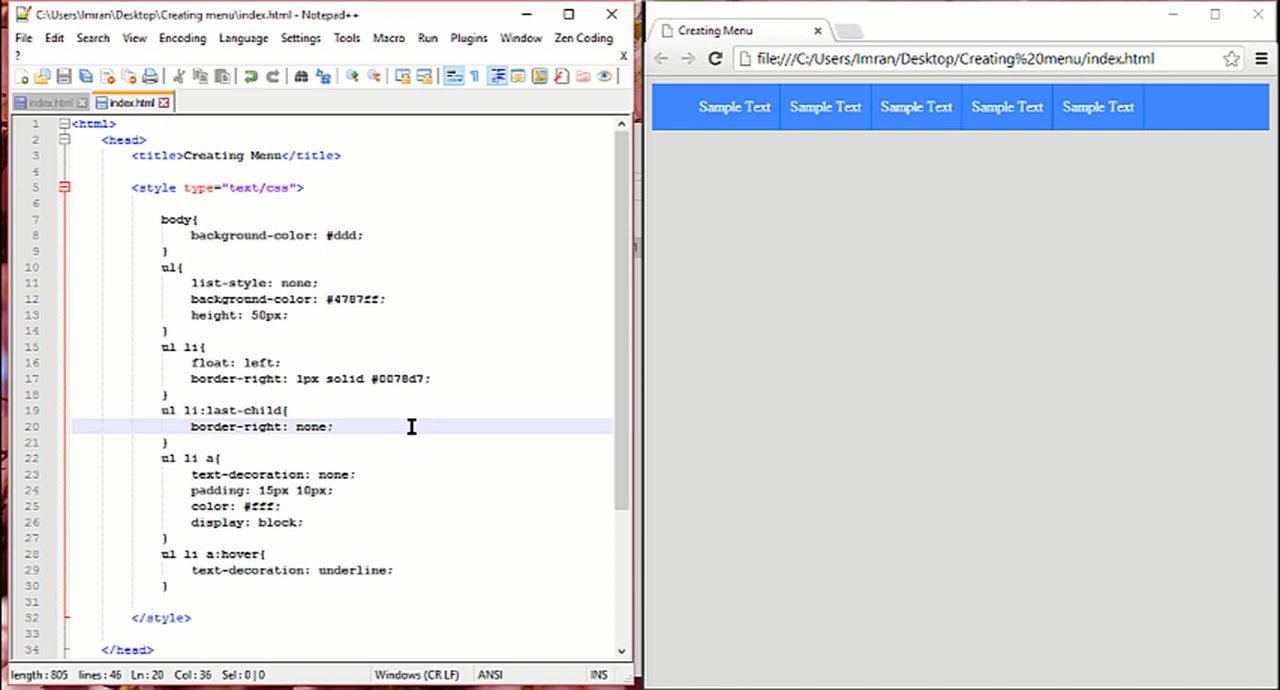 C:\Users\Imran\Desktop\Creating menu\index.html - Notepad++
File Edit Search View Encoding Language Settings Tools Macro Run Plugins Window Zen Coding
?
X
index.html index.html
1 <html>
2 <head>
3 <title>Creating Menu</title>
4
5 <style type="text/css">
6
7 body{
8 background-color: #ddd;
9 }
10 ul{
11 list-style: none;
12 background-color: #4787ff;
13 height: 50px;
14 }
15 ul li{
16 float: left;
17 border-right: 1px solid #0078d7;
18 }
19 ul li:last-child{
20 border-right: none;
21 }
22 ul li a{
23 text-decoration: none;
24 padding: 15px 10px;
25 color: #fff;
26 display: block;
27 }
28 ul li a:hover{
29 text-decoration: underline;
30 }
31
32 </style>
33
34 </head>
length : 805 lines : 46 Ln : 20 Col : 36 Sel : 0 | 0 Windows (CR LF) ANSI INS
Creating Menu
file:///C:/Users/Imran/Desktop/Creating%20menu/index.html
Sample Text Sample Text Sample Text Sample Text Sample Text